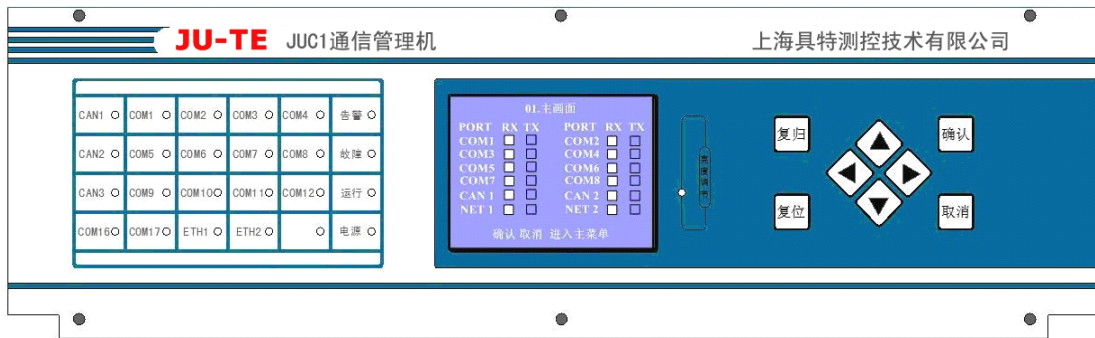 JU-TE JUC1通信管理机 上海具特测控技术有限公司
CAN1 COM1 COM2 COM3 COM4 告警
CAN2 COM5 COM6 COM7 COM8 故障
CAN3 COM9 COM10 COM11 COM12 运行
COM16 COM17 ETH1 ETH2 电源
01.主画面
PORT RX TX PORT RX TX
COM1 COM2
COM3 COM4
COM5 COM6
COM7 COM8
CAN 1 CAN 2
NET 1 NET 2
确认 取消 进入主菜单
亮度调节
复归 确认
复位 取消